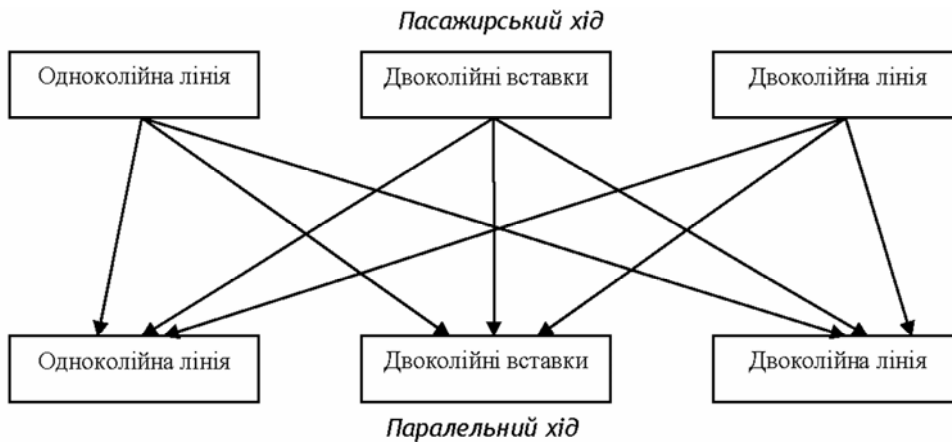 Пасажирський хід
Одноколійна лінія
Двоколійні вставки
Двоколійна лінія
Одноколійна лінія
Двоколійні вставки
Двоколійна лінія
Паралельний хід